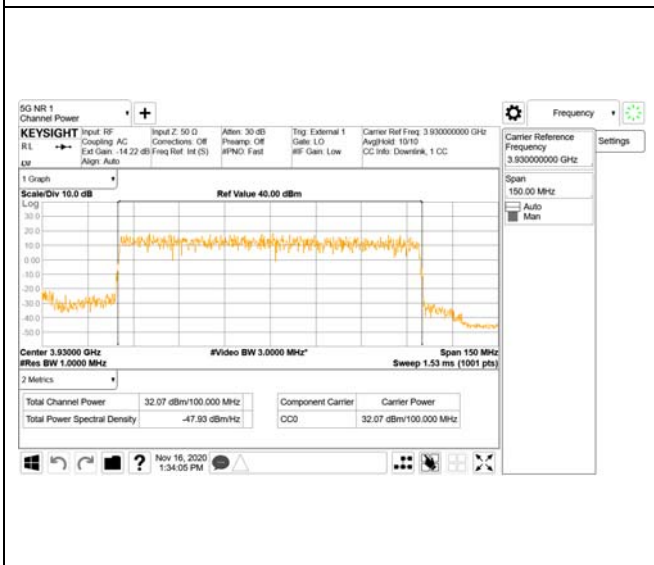 5G NR 1
Channel Power
Frequency
KEYSIGHT
RL
Input: RF
Coupling: AC
Ext Gain: -14.22 dB
Align: Auto
Input Z: 50 Ω
Corrections: Off
Freq Ref: Int (S)
Atten: 30 dB
Preamp: Off
#PNO: Fast
Trig: External 1
Gate: LO
#IF Gain: Low
Carrier Ref Freq: 3.930000000 GHz
Avg|Hold: 10/10
CC Info: Downlink, 1 CC
Carrier Reference
Frequency
3.930000000 GHz
Settings
Span
150.00 MHz
Auto
Man
1 Graph
Scale/Div 10.0 dB
Ref Value 40.00 dBm
Log
30.0
20.0
10.0
0.00
-10.0
-20.0
-30.0
-40.0
-50.0
Center 3.93000 GHz
#Video BW 3.0000 MHz*
Span 150 MHz
#Res BW 1.0000 MHz
Sweep 1.53 ms (1001 pts)
2 Metrics
Total Channel Power 32.07 dBm/100.000 MHz
Total Power Spectral Density -47.93 dBm/Hz
Component Carrier Carrier Power
CC0 32.07 dBm/100.000 MHz
?
Nov 16, 2020
1:34:05 PM